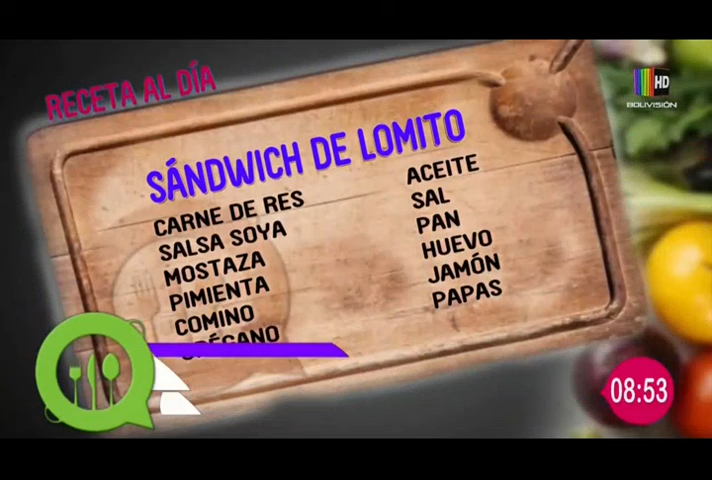 RECETA AL DÍA
HD
BOLIVISIÓN
SÁNDWICH DE LOMITO
CARNE DE RES
SALSA SOYA
MOSTAZA
PIMIENTA
COMINO
ORÉGANO
ACEITE
SAL
PAN
HUEVO
JAMÓN
PAPAS
08:53